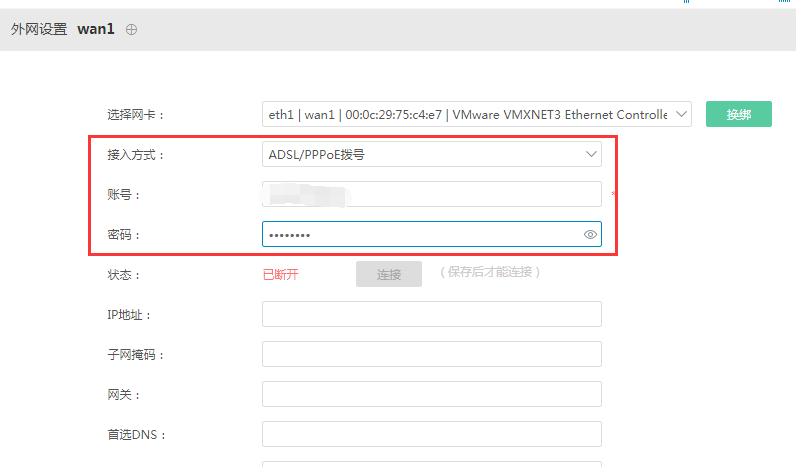 外网设置 wan1
选择网卡： eth1 | wan1 | 00:0c:29:75:c4:e7 | VMware VMXNET3 Ethernet Controlle 换绑
接入方式： ADSL/PPPoE拨号
账号： *
密码： ••••••••
状态： 已断开 连接 （保存后才能连接）
IP地址：
子网掩码：
网关：
首选DNS：